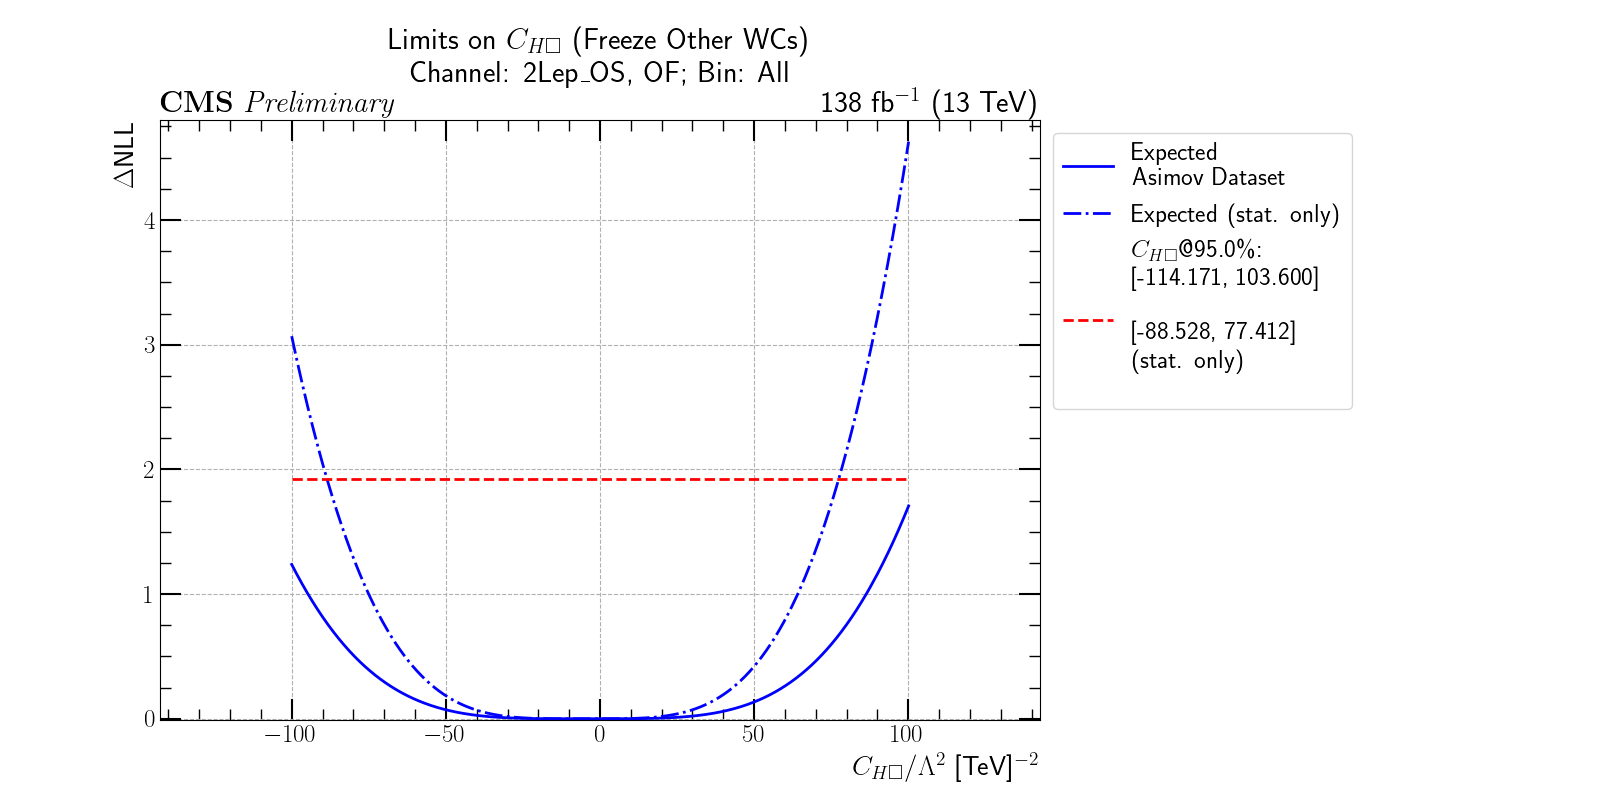 Limits on C_{H□} (Freeze Other WCs)
Channel: 2Lep_OS, OF; Bin: All
CMS Preliminary 138 fb⁻¹ (13 TeV)
ΔNLL
4
3
2
1
0
−100 −50 0 50 100
C_{H□}/Λ² [TeV]⁻²
Expected
Asimov Dataset
Expected (stat. only)
C_{H□}@95.0%:
[-114.171, 103.600]
[-88.528, 77.412]
(stat. only)